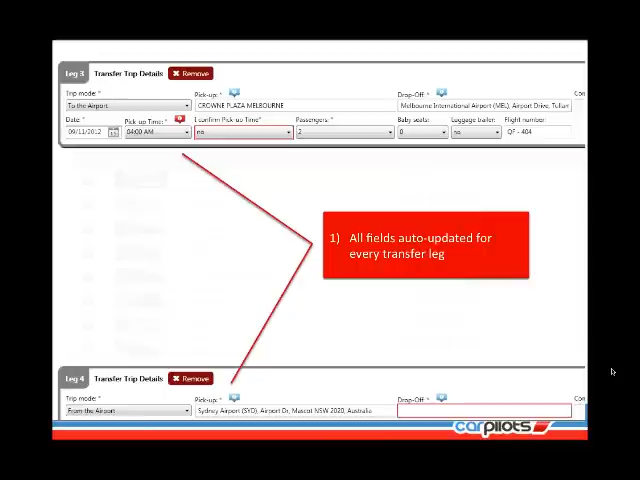 Leg 3 Transfer Trip Details ✖ Remove
Trip mode: * Pick-up: * Drop-Off: * Con
To the Airport CROWNE PLAZA MELBOURNE Melbourne International Airport (MEL), Airport Drive, Tullam
Date: * Pick-up Time: * I confirm Pick-up Time* Passengers: * Baby seats: Luggage trailer: Flight number:
09/11/2012 04:00 AM no 2 0 no QF - 404
1) All fields auto-updated for
every transfer leg
Leg 4 Transfer Trip Details ✖ Remove
Trip mode: * Pick-up: * Drop-Off: * Con
From the Airport Sydney Airport (SYD), Airport Dr, Mascot NSW 2020, Australia
carpilots